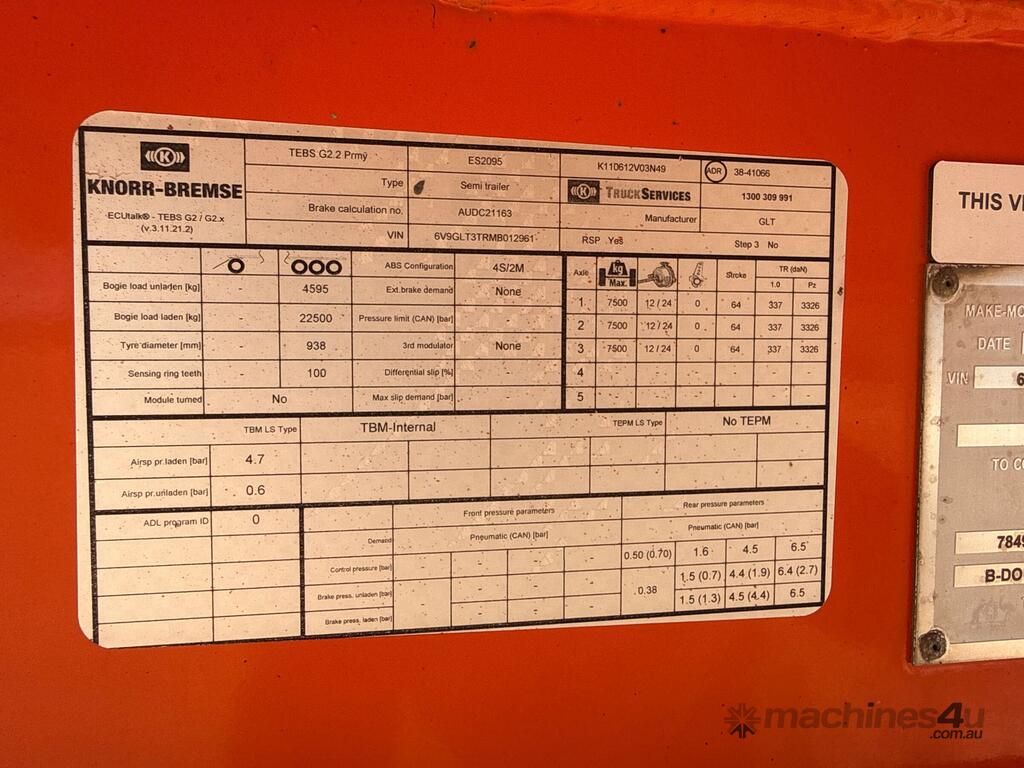 KNORR-BREMSE
ECUtalk® - TEBS G2 / G2.x
(v.3.11.21.2)
TEBS G2.2 Prmy ES2095 K110612V03N49 ADR 38-41066
Type Semi trailer TRUCKSERVICES 1300 309 991
Brake calculation no. AUDC21163 Manufacturer GLT
VIN 6V9GLT3TRMB012961 RSP Yes Step 3 No
ABS Configuration 4S/2M
Bogie load unladen [kg] - 4595 Ext.brake demand None
Bogie load laden [kg] - 22500 Pressure limit (CAN) [bar]
Tyre diameter [mm] - 938 3rd modulator None
Sensing ring teeth - 100 Differential slip [%]
Module turned No Max slip demand [bar]
Axle Kg Max. Stroke TR (daN)
1.0 Pz
1 7500 12 / 24 0 64 337 3326
2 7500 12 / 24 0 64 337 3326
3 7500 12 / 24 0 64 337 3326
4 - - - - - -
5 - - - - - -
TBM LS Type TBM-Internal TEPM LS Type No TEPM
Airsp pr.laden [bar] 4.7 - - - - - - -
Airsp pr.unladen [bar] 0.6 - - - - - - -
ADL program ID 0
Front pressure parameters Rear pressure parameters
Demand Pneumatic (CAN) [bar] Pneumatic (CAN) [bar]
Control pressure [bar] - - - - 0.50 (0.70) 1.6 4.5 6.5
Brake press. unladen [bar] - - - - 0.38 1.5 (0.7) 4.4 (1.9) 6.4 (2.7)
Brake press. laden [bar] - - - 1.5 (1.3) 4.5 (4.4) 6.5
THIS
MAKE-MO
DATE
VIN 6
TO CO
7849
B-DO
machines4u
.com.au